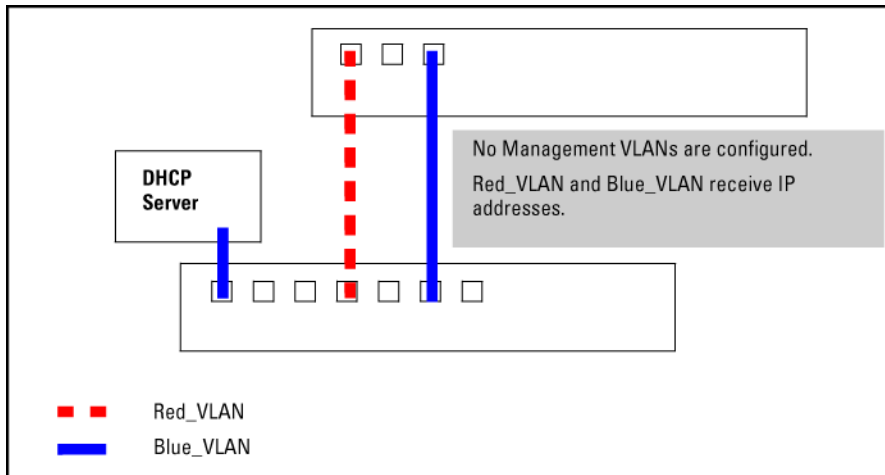 No Management VLANs are configured.
Red_VLAN and Blue_VLAN receive IP
addresses.
DHCP
Server
Red_VLAN
Blue_VLAN